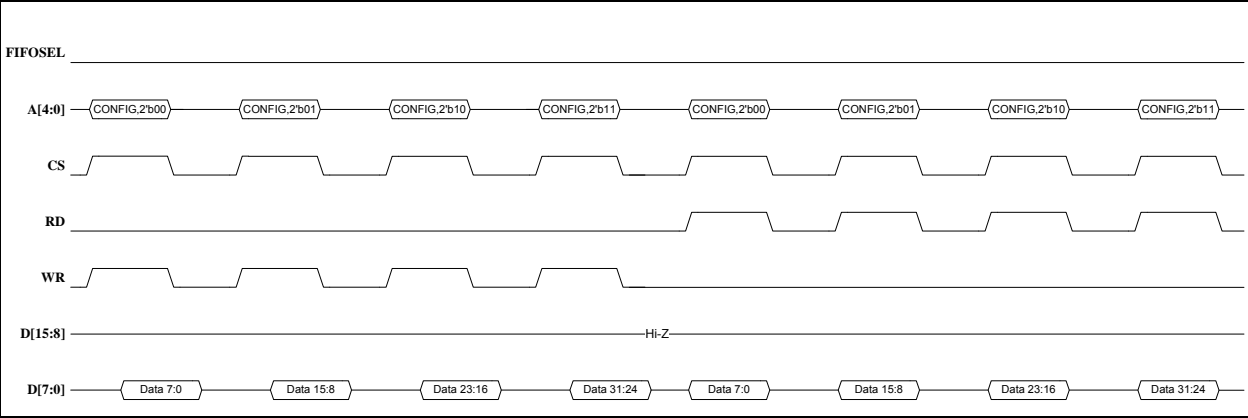 FIFOSEL
A[4:0] CONFIG,2'b00 CONFIG,2'b01 CONFIG,2'b10 CONFIG,2'b11 CONFIG,2'b00 CONFIG,2'b01 CONFIG,2'b10 CONFIG,2'b11
CS
RD
WR
D[15:8] Hi-Z
D[7:0] Data 7:0 Data 15:8 Data 23:16 Data 31:24 Data 7:0 Data 15:8 Data 23:16 Data 31:24